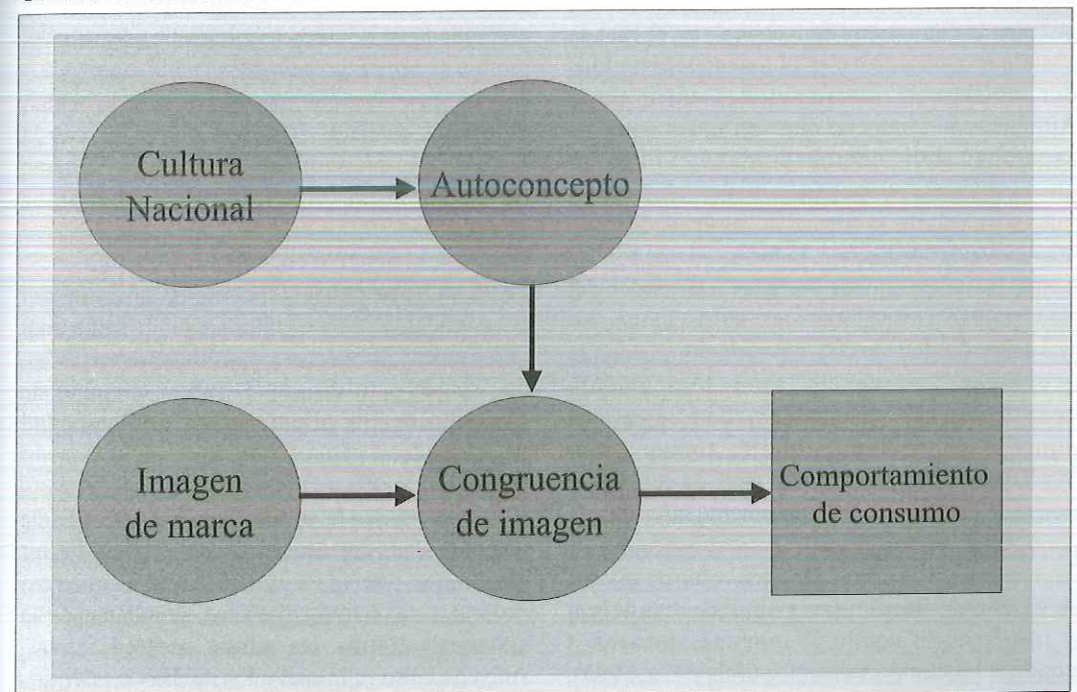 Cultura
Nacional
Autoconcepto
Imagen
de marca
Congruencia
de imagen
Comportamiento
de consumo